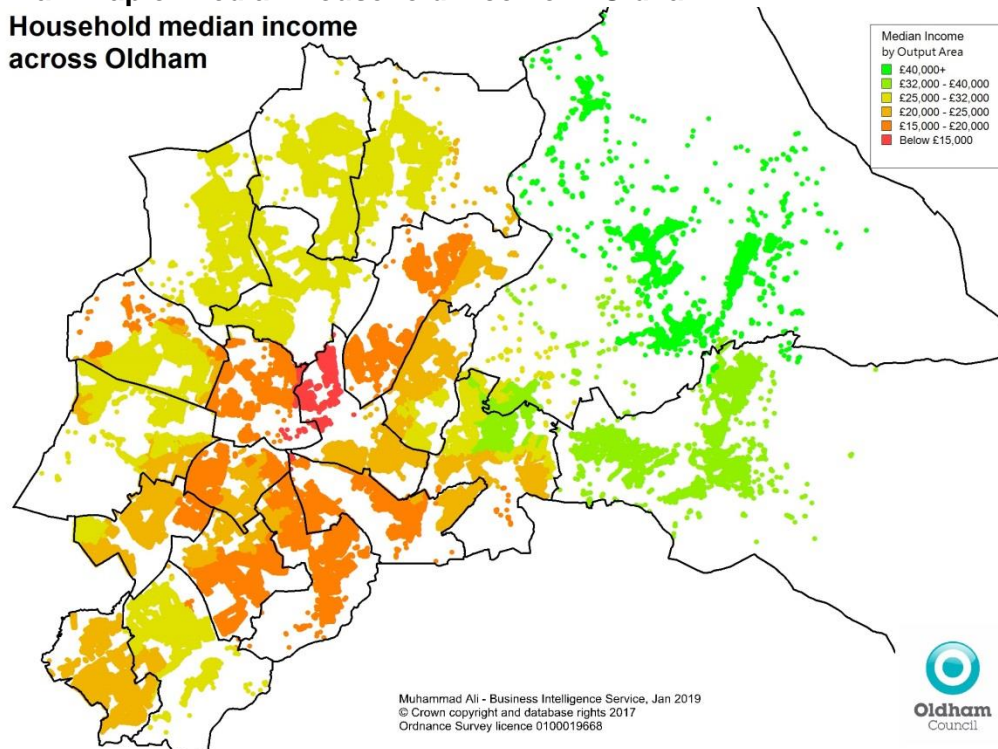 Household median income
across Oldham
Median Income
by Output Area
£40,000+
£32,000 - £40,000
£25,000 - £32,000
£20,000 - £25,000
£15,000 - £20,000
Below £15,000
Muhammad Ali - Business Intelligence Service, Jan 2019
© Crown copyright and database rights 2017
Ordnance Survey licence 0100019668
Oldham
Council